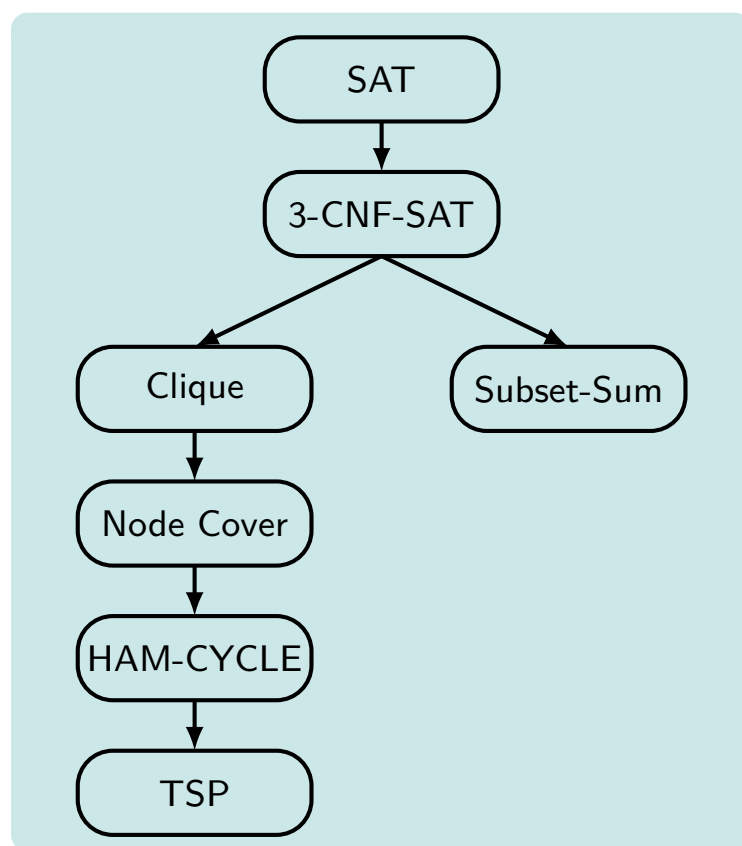 SAT
3-CNF-SAT
Clique
Subset-Sum
Node Cover
HAM-CYCLE
TSP